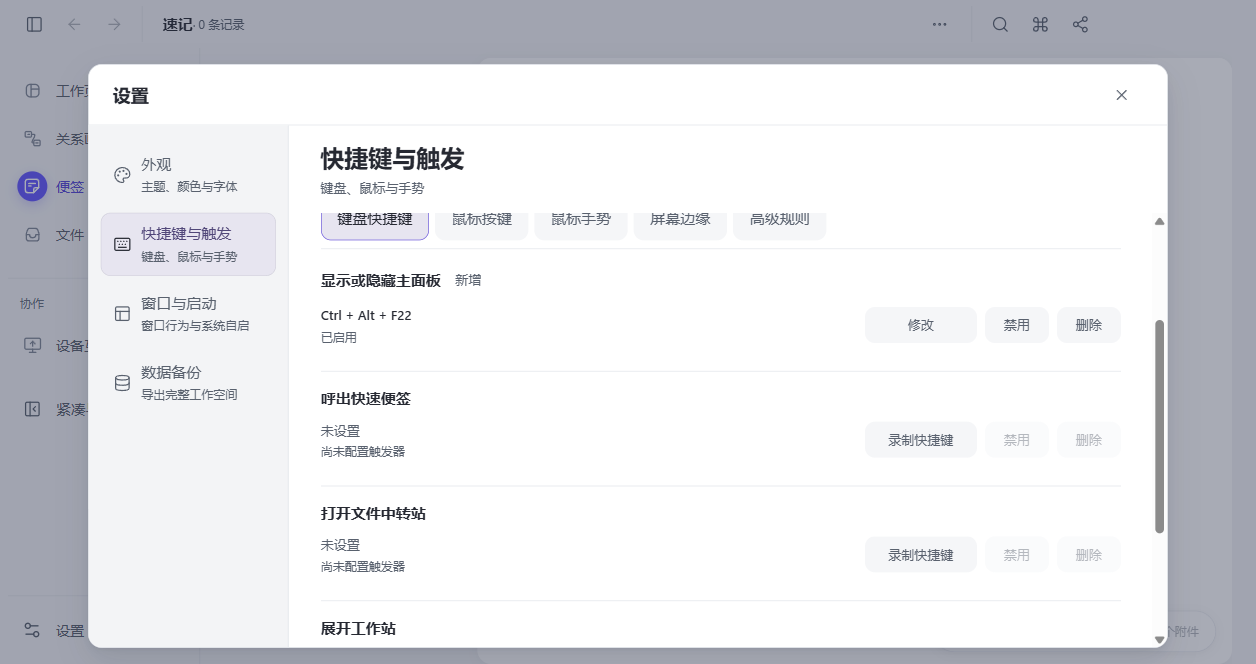 速记 · 0 条记录
设置
工作
关系
便签
文件
协作
设备
紧凑
设置
外观
主题、颜色与字体
快捷键与触发
键盘、鼠标与手势
窗口与启动
窗口行为与系统自启
数据备份
导出完整工作空间
快捷键与触发
键盘、鼠标与手势
键盘快捷键 鼠标按键 鼠标手势 屏幕边缘 高级规则
显示或隐藏主面板 新增
Ctrl + Alt + F22
已启用
修改 禁用 删除
呼出快速便签
未设置
尚未配置触发器
录制快捷键 禁用 删除
打开文件中转站
未设置
尚未配置触发器
录制快捷键 禁用 删除
展开工作站
个附件